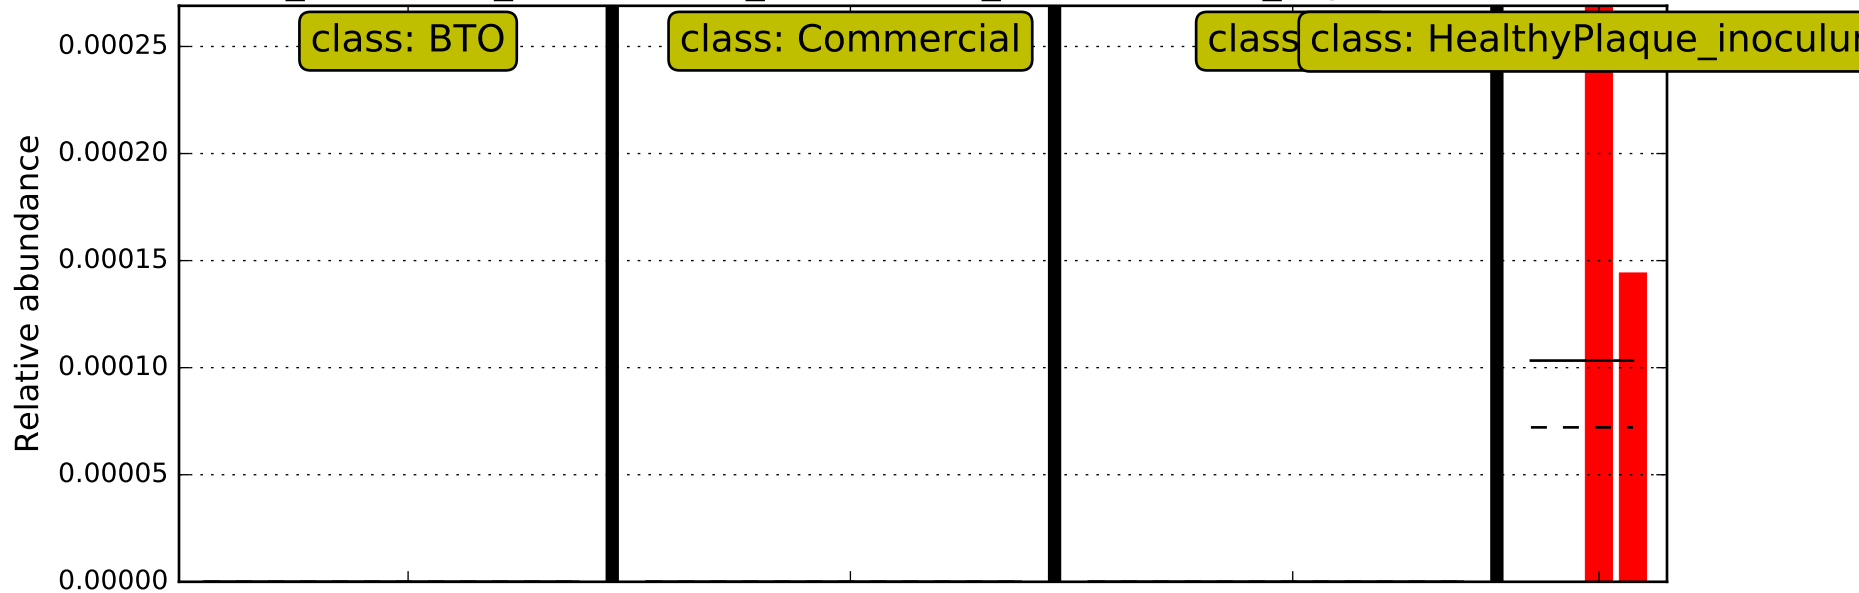 class: BTO
class: Commercial
class
class: HealthyPlaque_inoculu
0.00025
0.00020
0.00015
0.00010
0.00005
0.00000
Relative abundance